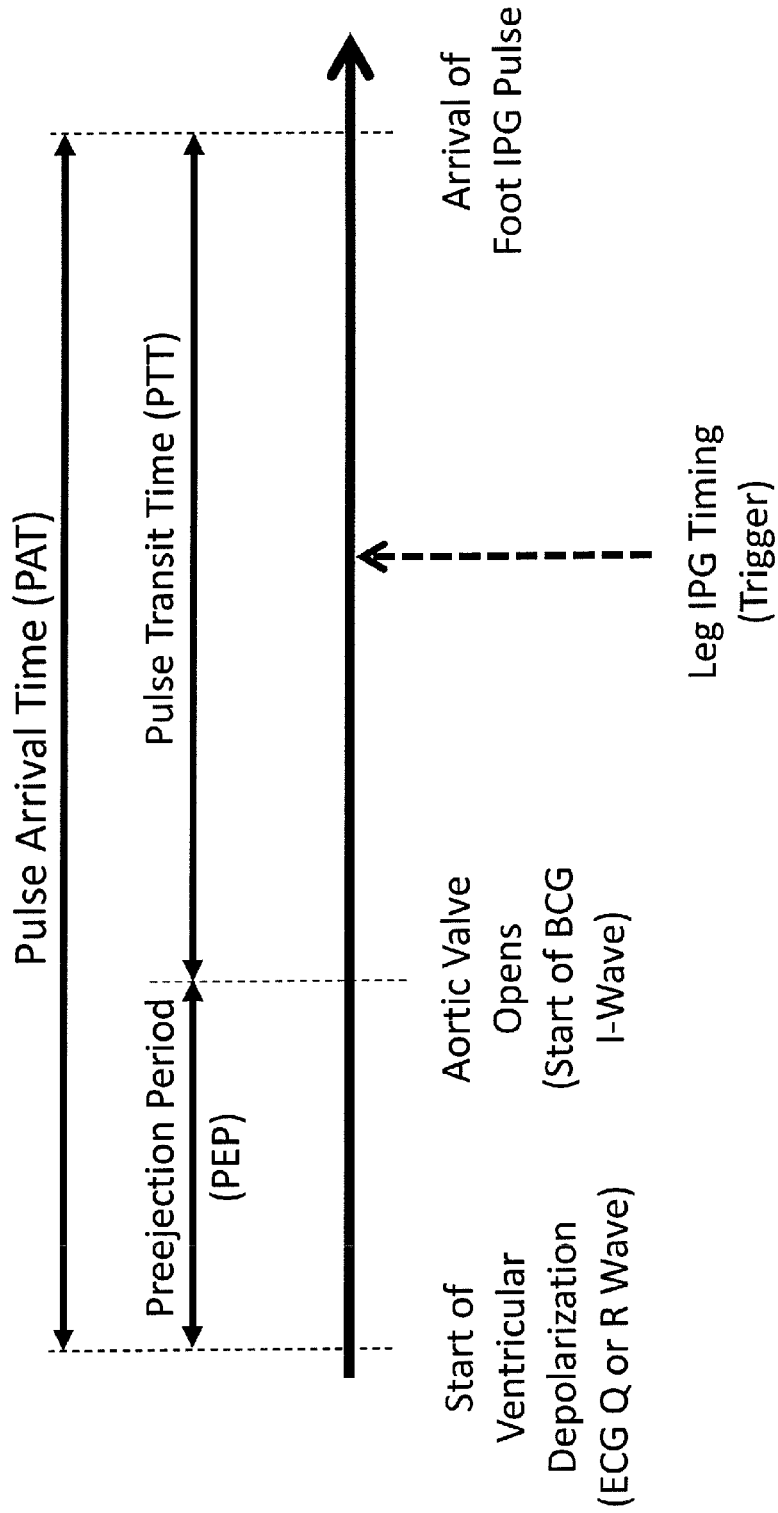 Pulse Arrival Time (PAT)
Preejection Period
(PEP)
Pulse Transit Time (PTT)
Start of
Ventricular
Depolarization
(ECG Q or R Wave)
Aortic Valve
Opens
(Start of BCG
I-Wave)
Leg IPG Timing
(Trigger)
Arrival of
Foot IPG Pulse